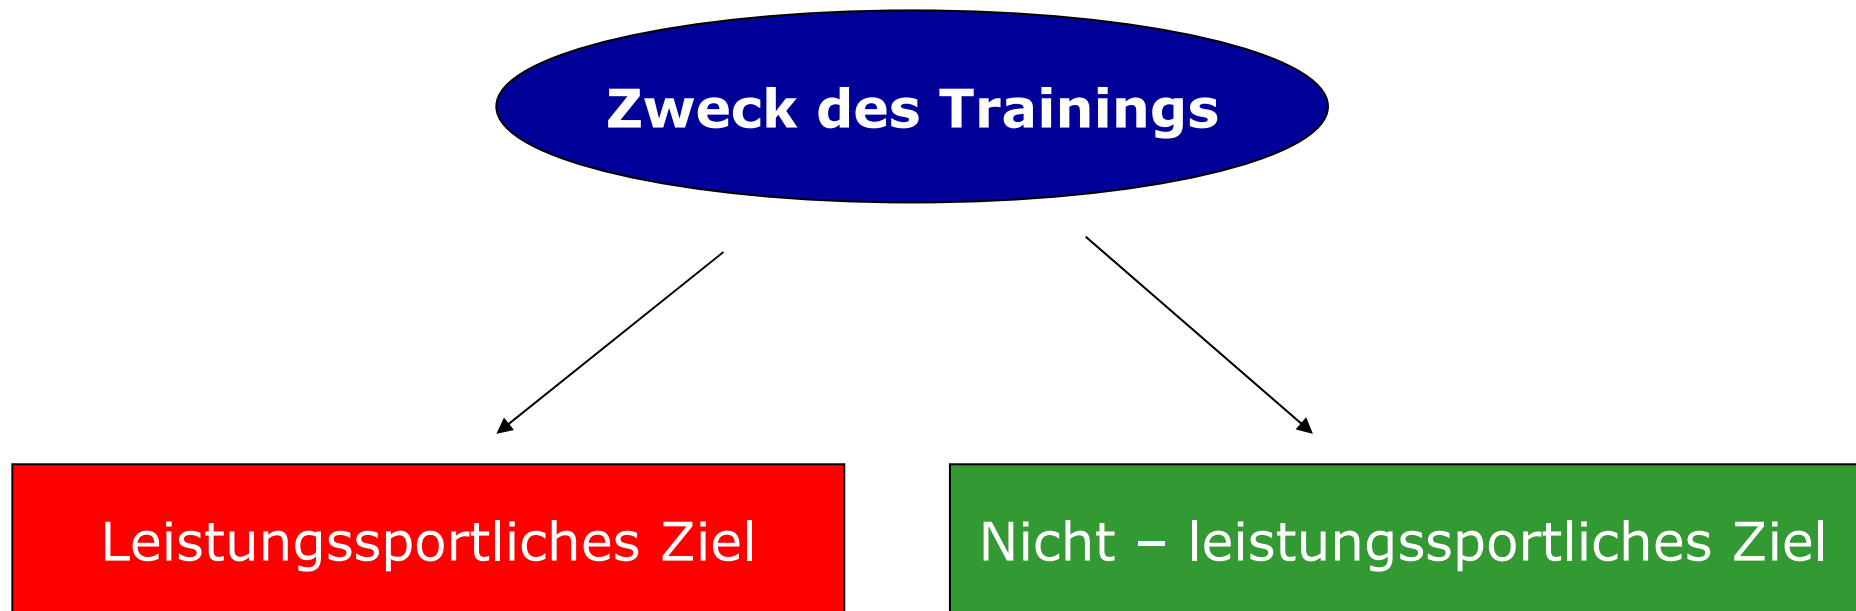 Zweck des Trainings
Leistungssportliches Ziel
Nicht – leistungssportliches Ziel